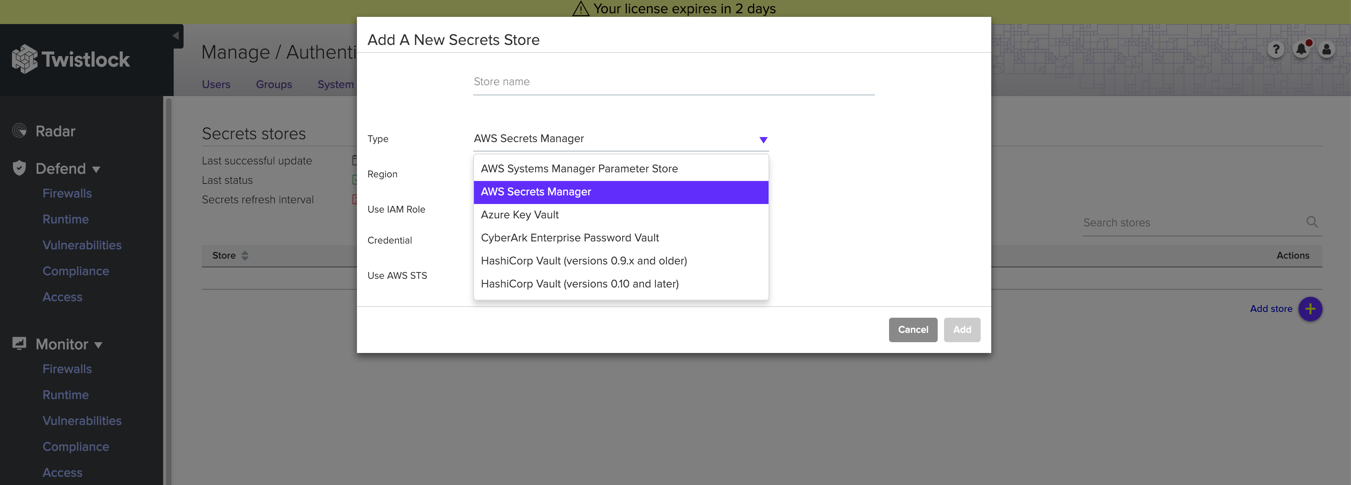 Your license expires in 2 days
Twistlock
Manage / Authenti
Users Groups System
Radar
Defend
Firewalls
Runtime
Vulnerabilities
Compliance
Access
Monitor
Firewalls
Runtime
Vulnerabilities
Compliance
Access
Secrets stores
Last successful update
Last status
Secrets refresh interval
Search stores
Store Actions
Add store +
Add A New Secrets Store
Store name
Type AWS Secrets Manager
AWS Systems Manager Parameter Store
AWS Secrets Manager
Azure Key Vault
CyberArk Enterprise Password Vault
HashiCorp Vault (versions 0.9.x and older)
HashiCorp Vault (versions 0.10 and later)
Region
Use IAM Role
Credential
Use AWS STS
Cancel Add